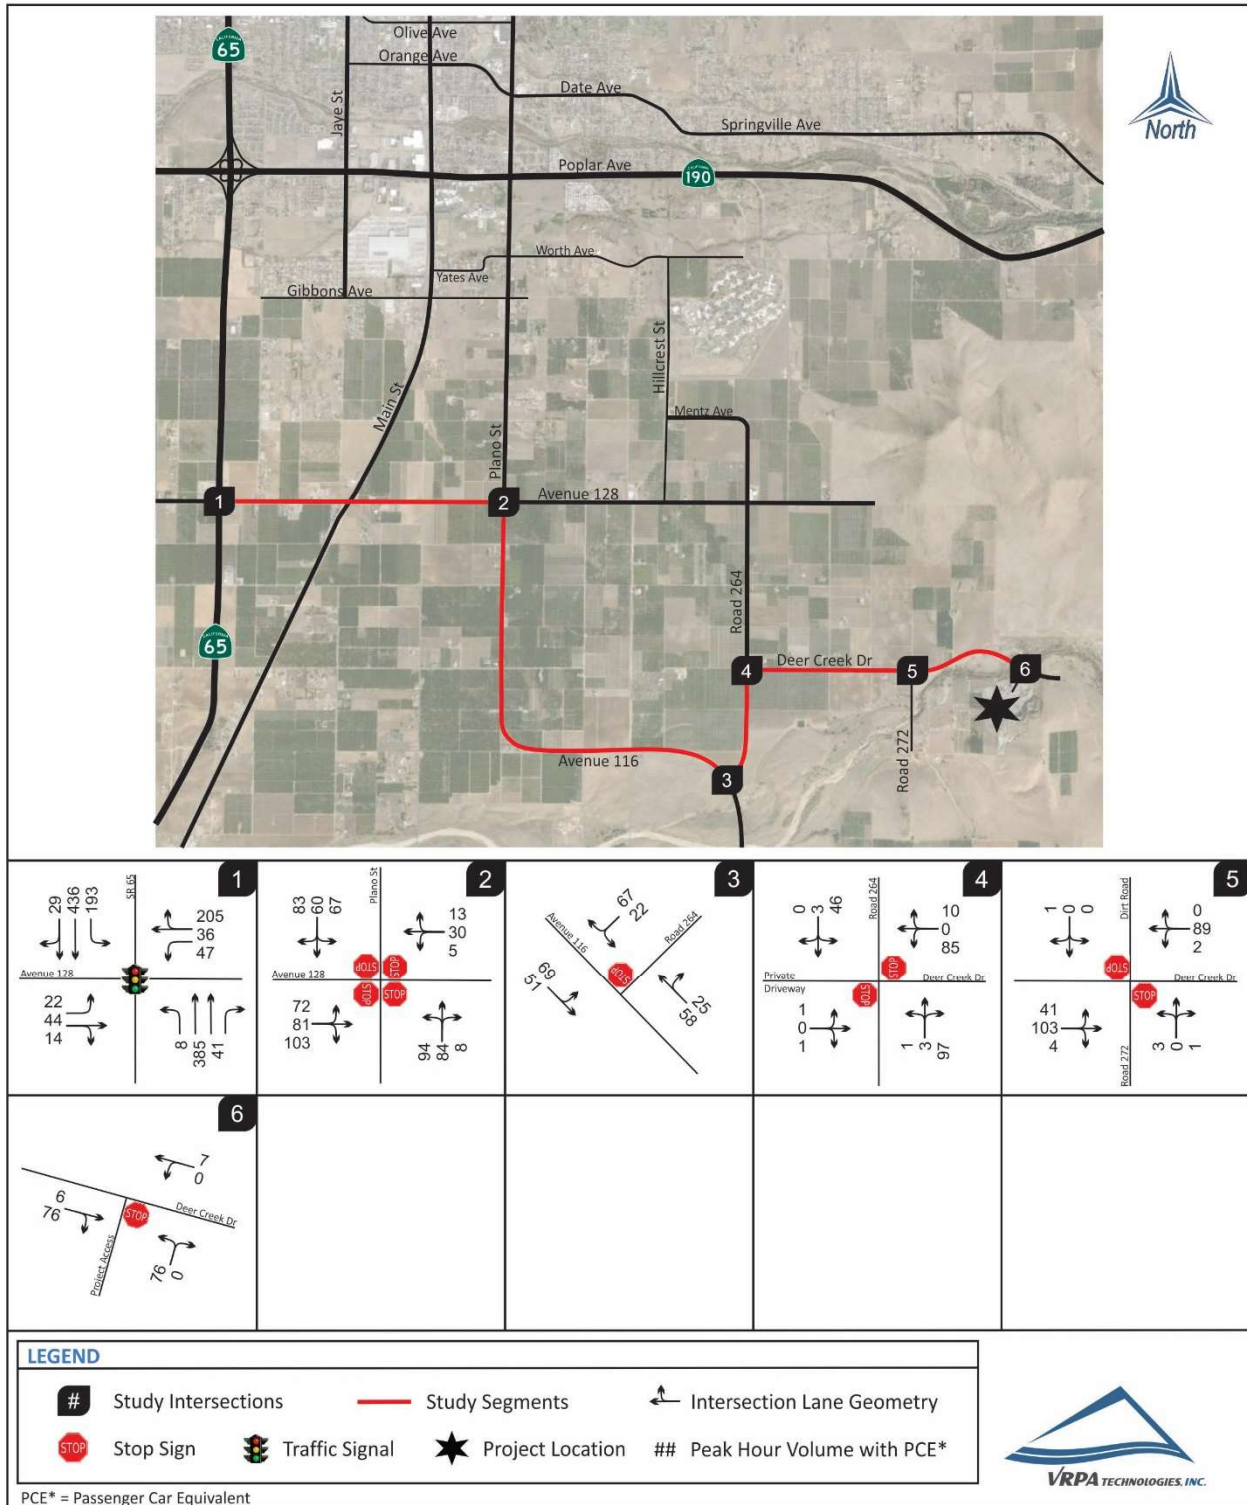 CALIFORNIA
65
Olive Ave
Orange Ave
Jaye St
Date Ave
Springville Ave
North
Poplar Ave
CALIFORNIA
190
Worth Ave
Yates Ave
Gibbons Ave
Hillcrest St
Main St
Mentz Ave
Plano St
1
2
Avenue 128
Road 264
CALIFORNIA
65
4
Deer Creek Dr
5
6
Road 272
Avenue 116
3
1
29
436
193
SR 65
205
36
47
Avenue 128
22
44
14
8
385
41
2
83
60
67
Plano St
13
30
5
STOP
STOP
Avenue 128
STOP
STOP
72
81
103
94
84
8
3
67
22
Avenue 116
Road 264
STOP
69
51
25
58
4
0
3
46
Road 264
10
0
85
STOP
Private
Driveway
Deer Creek Dr
STOP
1
0
1
1
3
97
5
1
0
0
Dirt Road
0
89
2
STOP
Deer Creek Dr
STOP
41
103
4
Road 272
3
0
1
6
7
0
6
76
Deer Creek Dr
STOP
Project Access
76
0
LEGEND
# Study Intersections
Study Segments
Intersection Lane Geometry
STOP Stop Sign
Traffic Signal
Project Location
## Peak Hour Volume with PCE*
VRPA TECHNOLOGIES, INC.
PCE* = Passenger Car Equivalent